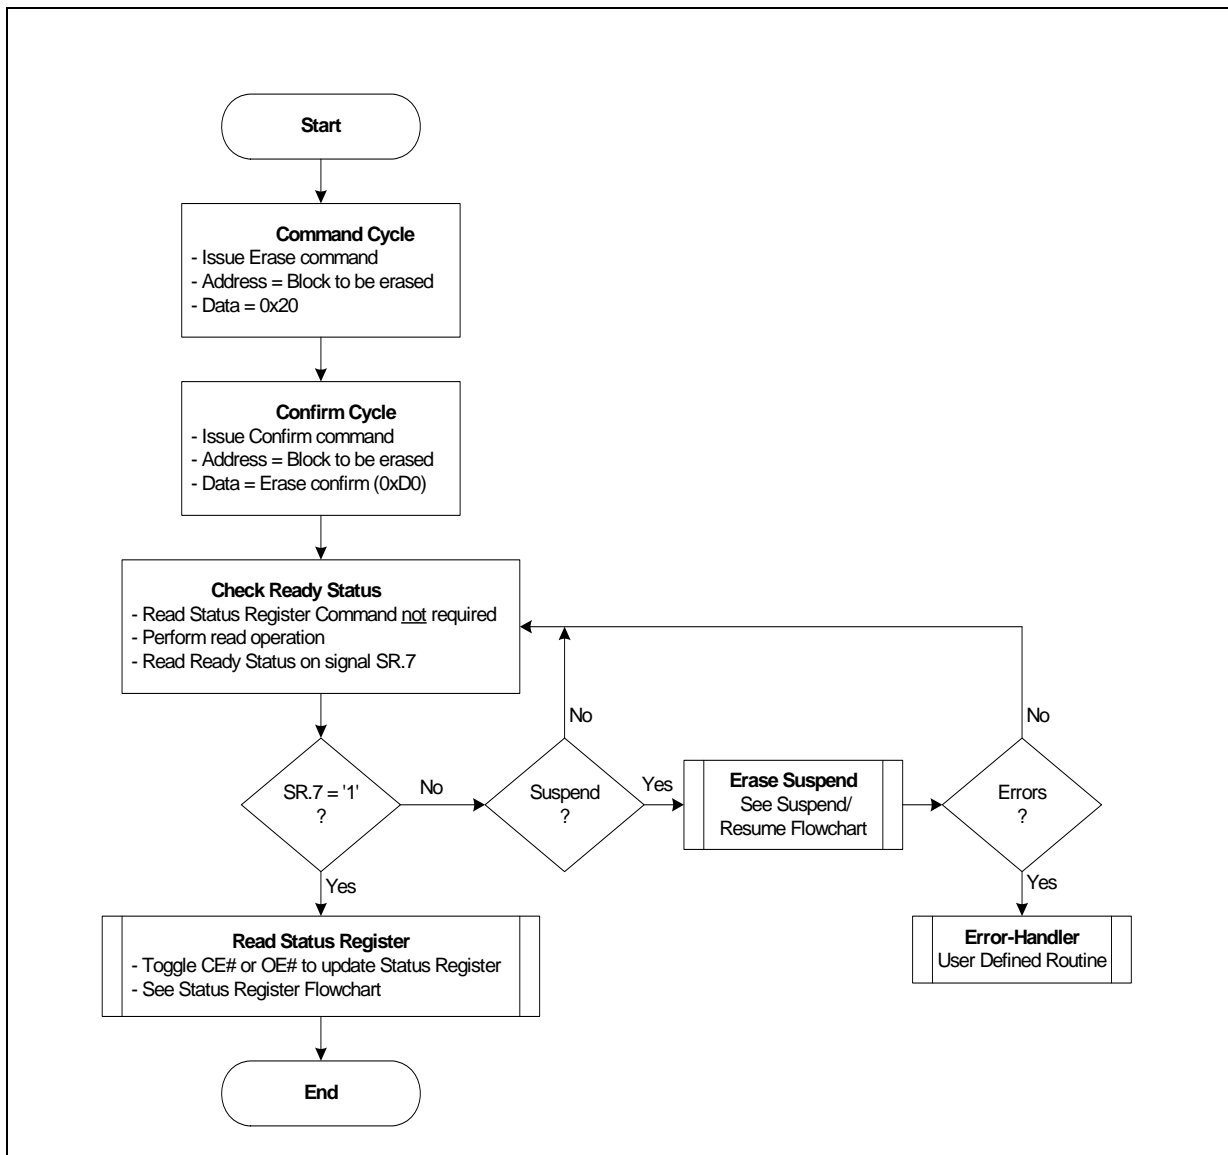 Start
Command Cycle
- Issue Erase command
- Address = Block to be erased
- Data = 0x20
Confirm Cycle
- Issue Confirm command
- Address = Block to be erased
- Data = Erase confirm (0xD0)
Check Ready Status
- Read Status Register Command not required
- Perform read operation
- Read Ready Status on signal SR.7
No
No
SR.7 = '1'
?
No
Suspend
?
Yes
Erase Suspend
See Suspend/
Resume Flowchart
Errors
?
Yes
Yes
Read Status Register
- Toggle CE# or OE# to update Status Register
- See Status Register Flowchart
Error-Handler
User Defined Routine
End